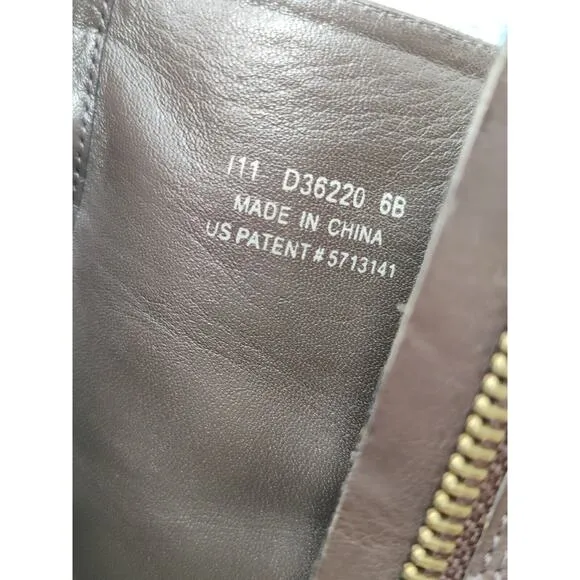 I11 D36220 6B
MADE IN CHINA
US PATENT # 5713141